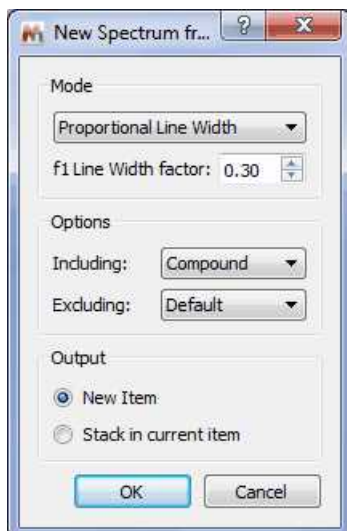 New Spectrum fr... ?
Mode
Proportional Line Width
f1 Line Width factor: 0.30
Options
Including: Compound
Excluding: Default
Output
New Item
Stack in current item
OK Cancel